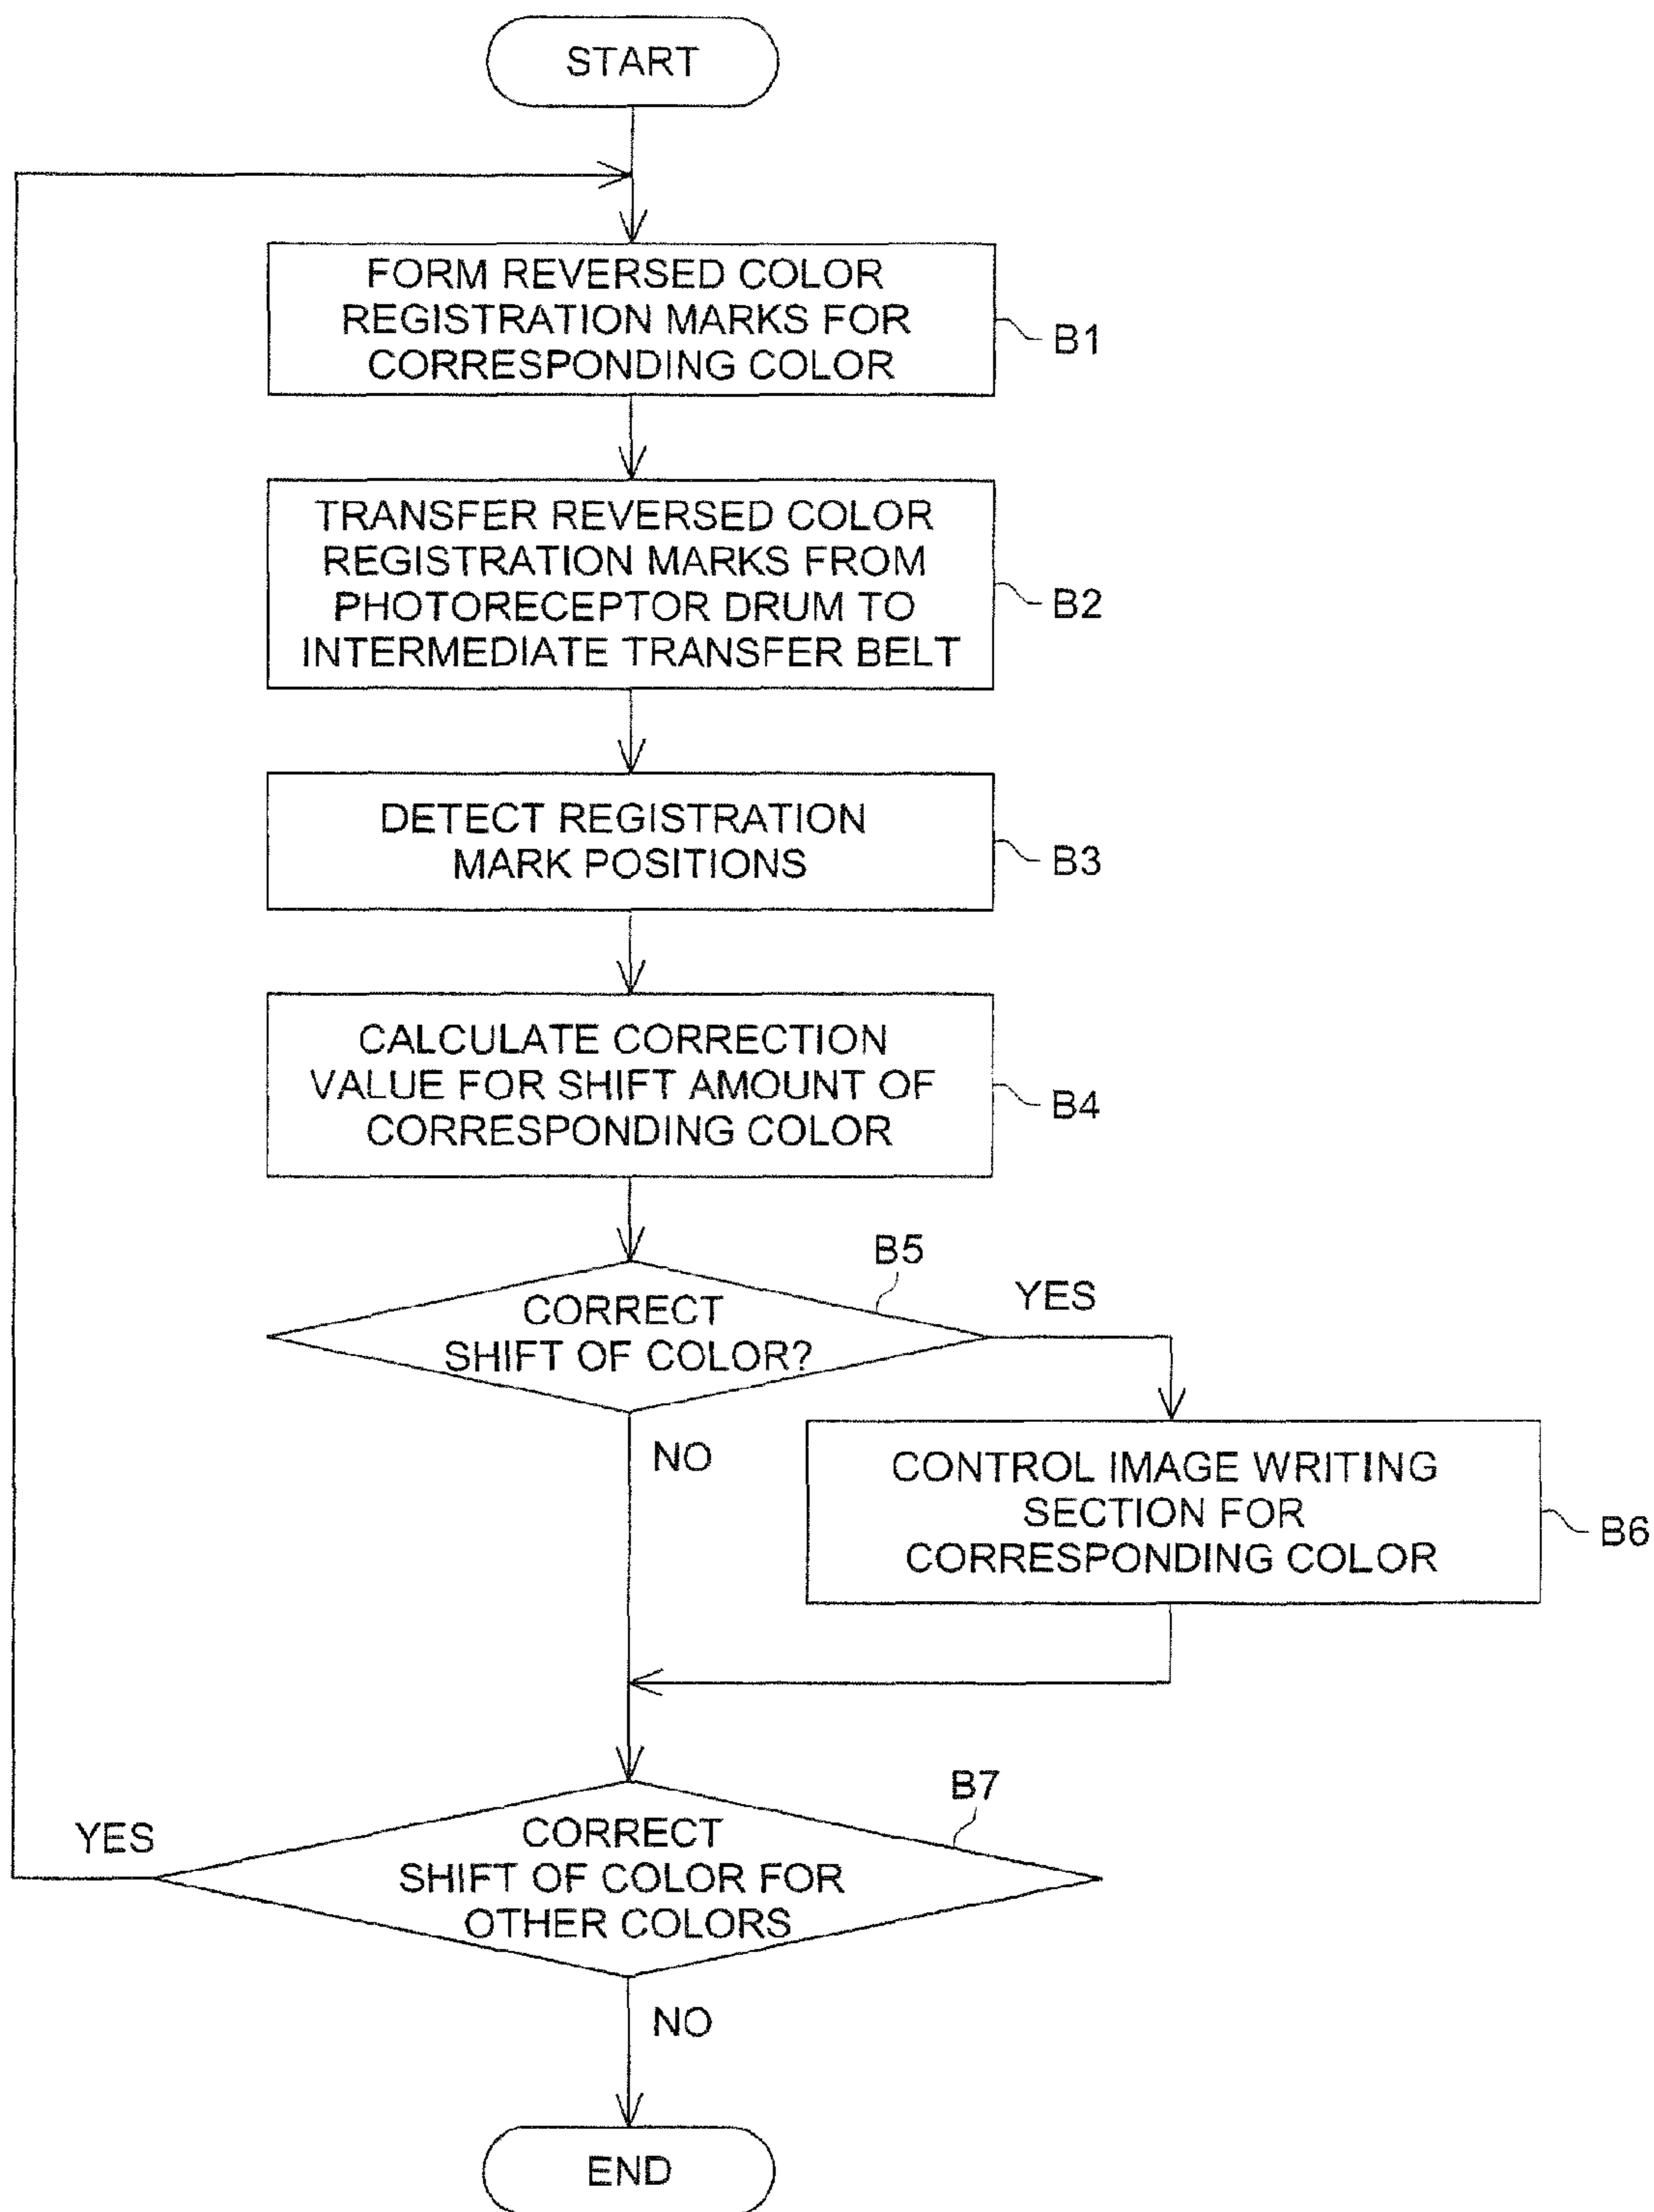 START
FORM REVERSED COLOR
REGISTRATION MARKS FOR
CORRESPONDING COLOR
B1
TRANSFER REVERSED COLOR
REGISTRATION MARKS FROM
PHOTORECEPTOR DRUM TO
INTERMEDIATE TRANSFER BELT
B2
DETECT REGISTRATION
MARK POSITIONS
B3
CALCULATE CORRECTION
VALUE FOR SHIFT AMOUNT OF
CORRESPONDING COLOR
B4
B5
CORRECT
SHIFT OF COLOR?
YES
NO
CONTROL IMAGE WRITING
SECTION FOR
CORRESPONDING COLOR
B6
B7
YES
CORRECT
SHIFT OF COLOR FOR
OTHER COLORS
NO
END